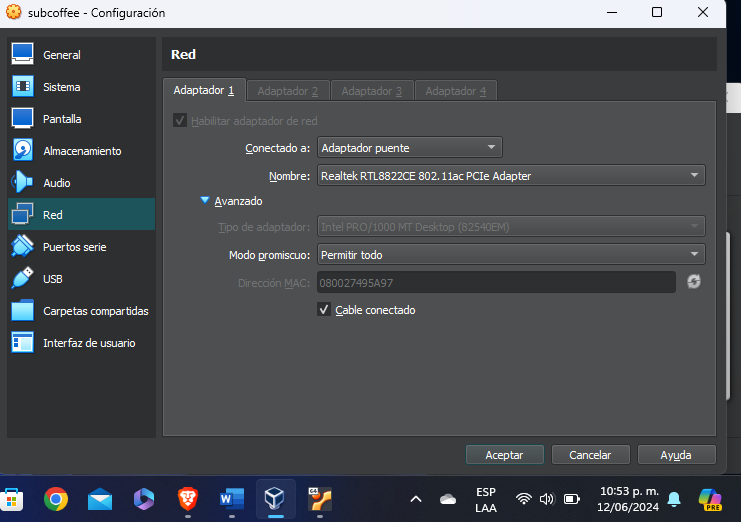 subcoffee - Configuración
General
Sistema
Pantalla
Almacenamiento
Audio
Red
Puertos serie
USB
Carpetas compartidas
Interfaz de usuario
Red
Adaptador 1 Adaptador 2 Adaptador 3 Adaptador 4
Habilitar adaptador de red
Conectado a: Adaptador puente
Nombre: Realtek RTL8822CE 802.11ac PCIe Adapter
Avanzado
Tipo de adaptador: Intel PRO/1000 MT Desktop (82540EM)
Modo promiscuo: Permitir todo
Dirección MAC: 080027495A97
Cable conectado
Aceptar Cancelar Ayuda
ESP
LAA
10:53 p. m.
12/06/2024
PRE